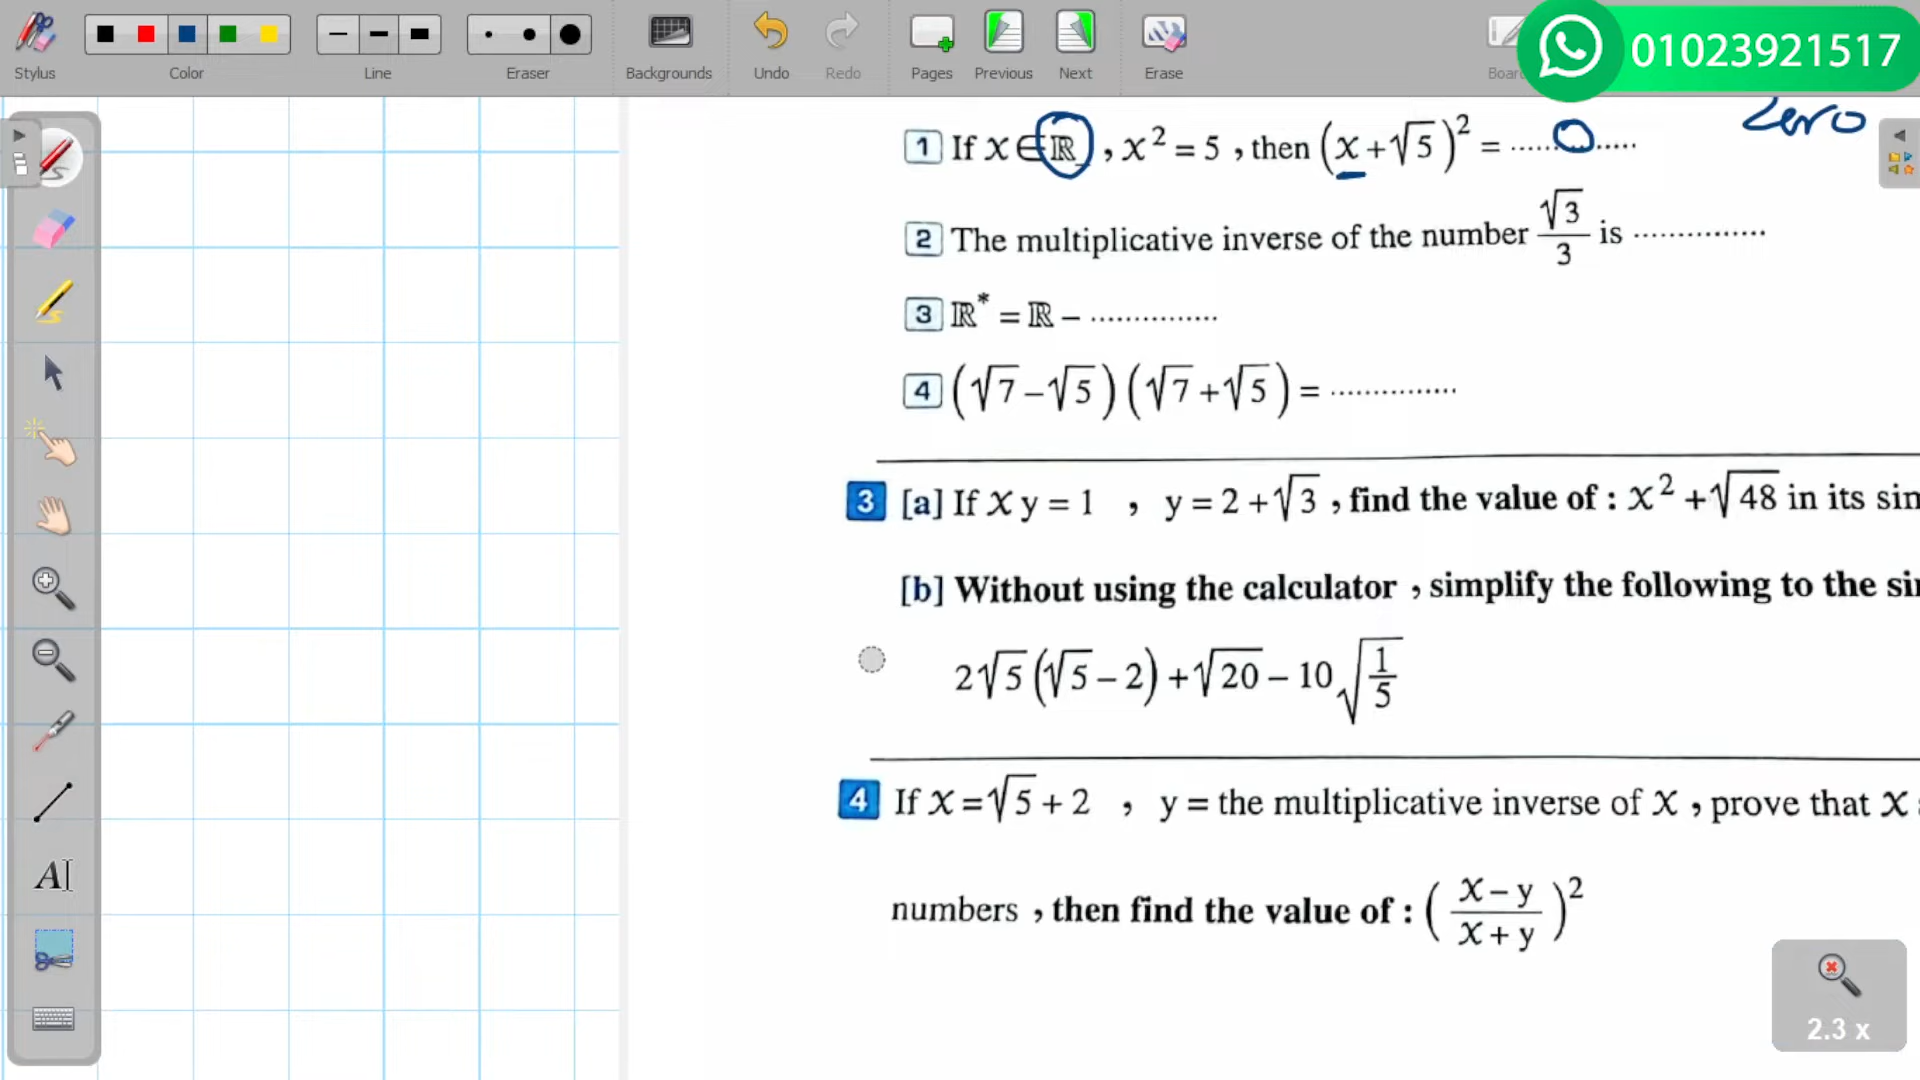 Stylus
Color
Line
Eraser
Backgrounds
Undo
Redo
Pages
Previous
Next
Erase
01023921517
zero
1 If x ∈ ℝ , x² = 5 , then (x + √5)² = ......0......
2 The multiplicative inverse of the number √3/3 is ...............
3 ℝ* = ℝ – ...............
4 (√7 – √5) (√7 + √5) = ...............
3 [a] If x y = 1 , y = 2 + √3 , find the value of : x² + √48 in its
[b] Without using the calculator , simplify the following to the
2√5 (√5 – 2) + √20 – 10 √(1/5)
4 If x = √5 + 2 , y = the multiplicative inverse of x , prove that x
numbers , then find the value of : ((x – y)/(x + y))²
A
2.3 x